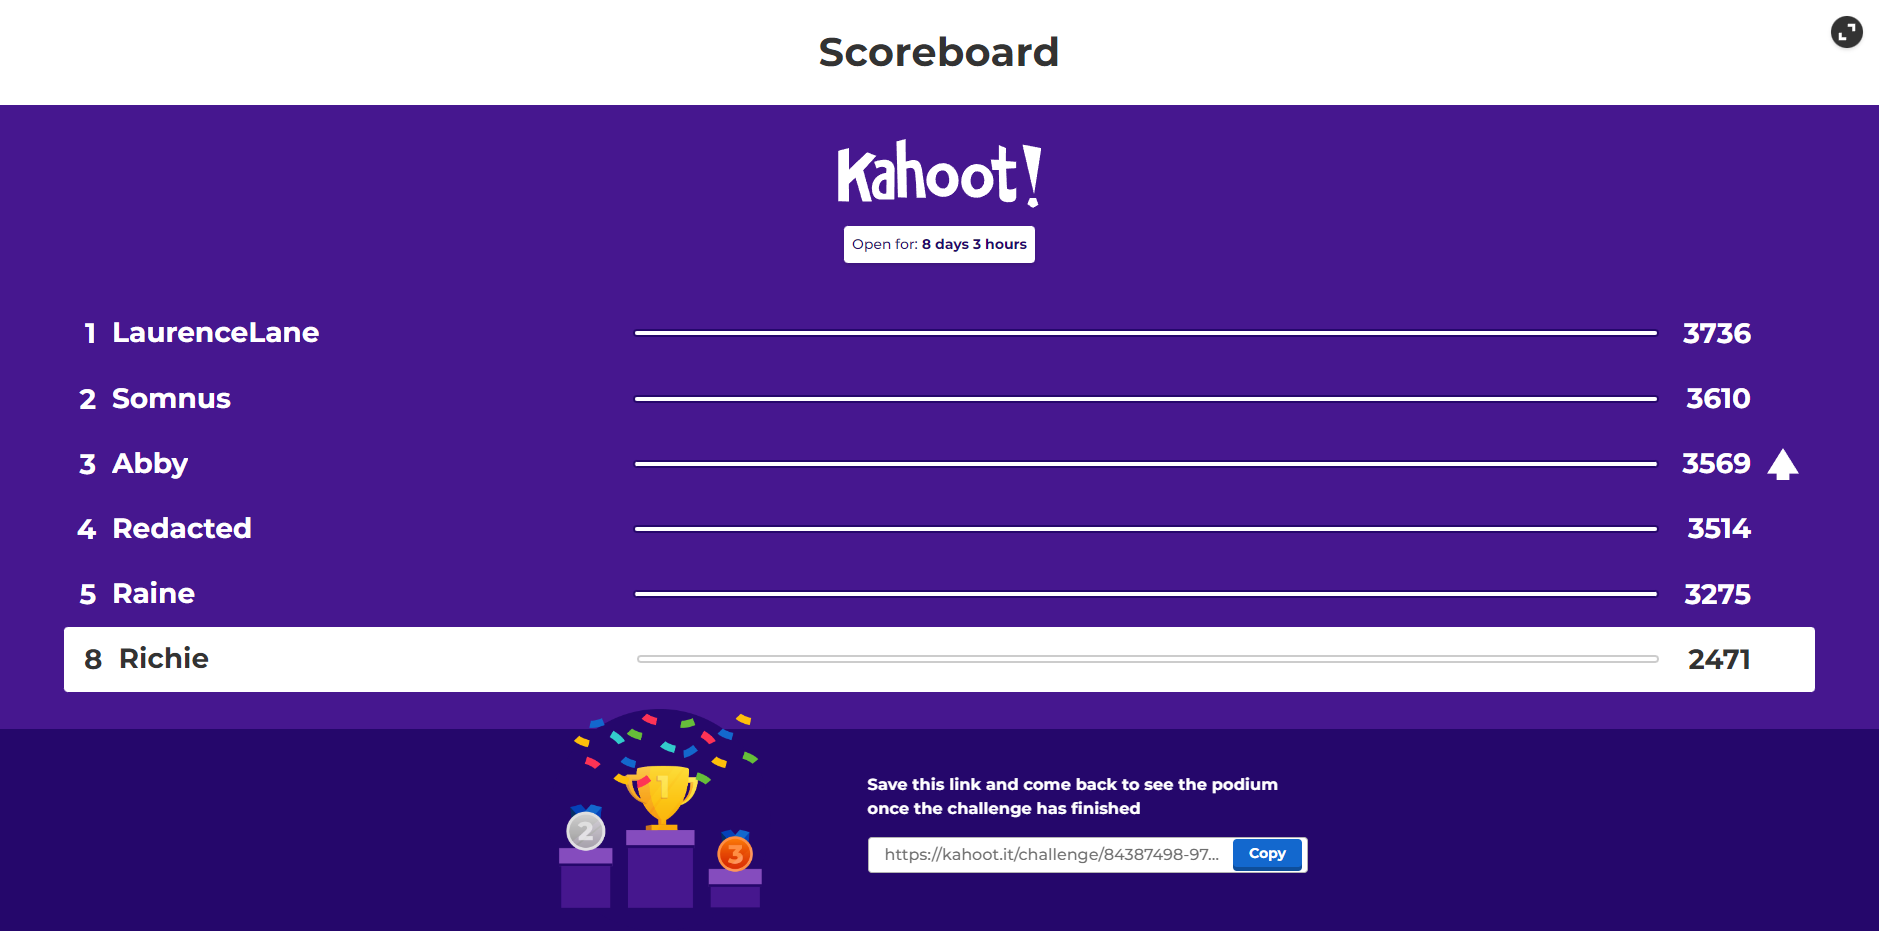 Scoreboard
Kahoot!
Open for: 8 days 3 hours
1 LaurenceLane 3736
2 Somnus 3610
3 Abby 3569
4 Redacted 3514
5 Raine 3275
8 Richie 2471
1
2
3
Save this link and come back to see the podium
once the challenge has finished
https://kahoot.it/challenge/84387498-97... Copy